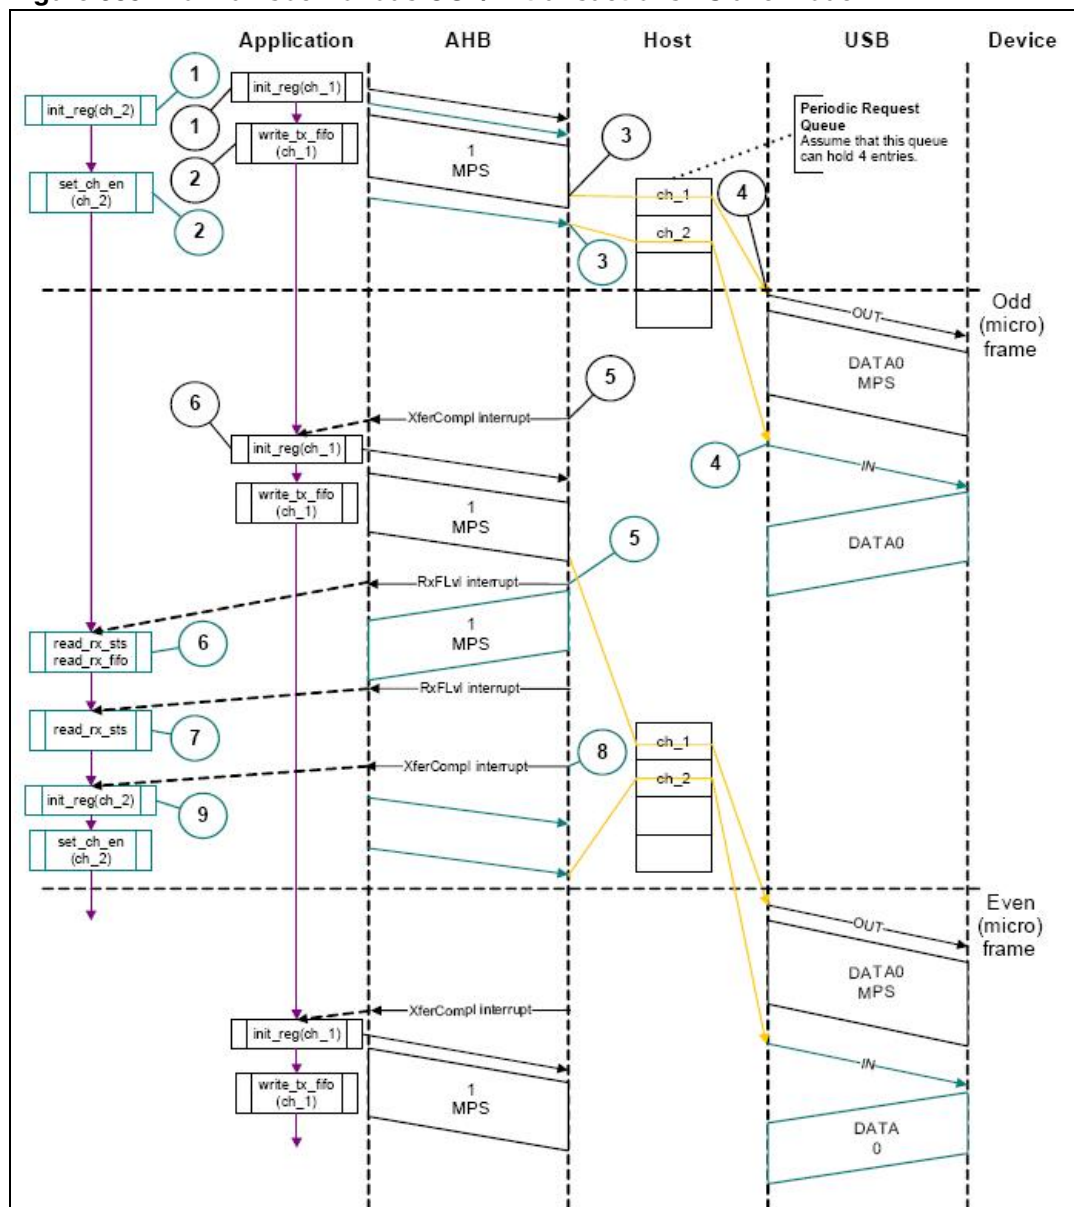 Application
AHB
Host
USB
Device
1
init_reg(ch_1)
init_reg(ch_2)
1
Periodic Request
Queue
Assume that this queue
can hold 4 entries.
write_tx_fifo
(ch_1)
1
MPS
3
2
set_ch_en
(ch_2)
ch_1
4
2
ch_2
3
Odd
(micro)
frame
OUT
DATA0
MPS
5
6
XferCompl interrupt
init_reg(ch_1)
4
IN
write_tx_fifo
(ch_1)
1
MPS
5
DATA0
RxFLvl interrupt
read_rx_sts
read_rx_fifo
6
1
MPS
RxFLvl interrupt
read_rx_sts
7
ch_1
8
XferCompl interrupt
ch_2
init_reg(ch_2)
9
set_ch_en
(ch_2)
Even
(micro)
frame
OUT
DATA0
MPS
XferCompl interrupt
init_reg(ch_1)
IN
write_tx_fifo
(ch_1)
1
MPS
DATA
0